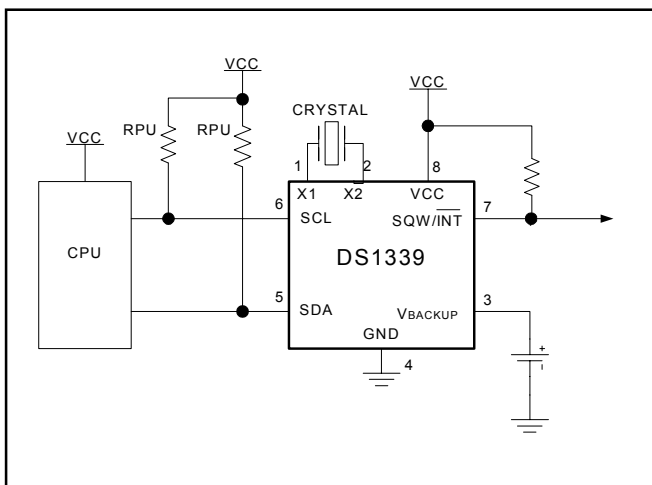 VCC
CRYSTAL
VCC
RPU
RPU
VCC
1
2
8
X1
X2
VCC
6
SCL
SQW/INT
7
CPU
DS1339
5
SDA
VBACKUP
3
GND
4
+
-